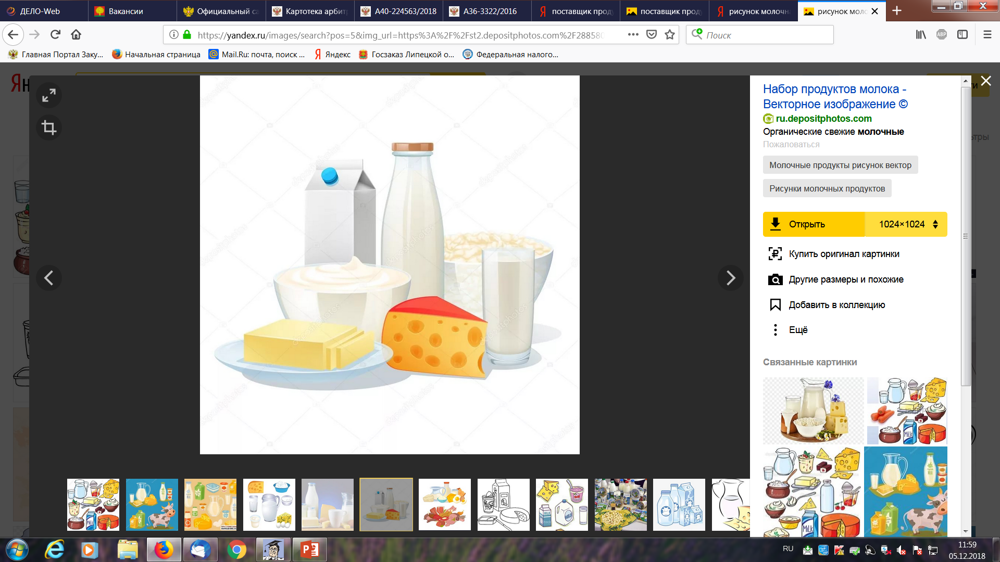 ДЕЛО-Web
Вакансии
Официальный са
Картотека арбит
А40-224563/2018
А36-3322/2016
поставщик прод
поставщик прод
рисунок молочн
рисунок моло
https://yandex.ru/images/search?pos=5&img_url=https%3A%2F%2Fst2.depositphotos.com%2F28858
Поиск
Главная Портал Заку...
Начальная страница
Mail.Ru: почта, поиск ...
Яндекс
Госзаказ Липецкой о...
Федеральная налого...
Набор продуктов молока -
Векторное изображение ©
ru.depositphotos.com
Органические свежие молочные
Пожаловаться
Молочные продукты рисунок вектор
Рисунки молочных продуктов
Открыть
1024×1024
Купить оригинал картинки
Другие размеры и похожие
Добавить в коллекцию
Ещё
Связанные картинки
depositphotos
MILK
MILK
RU
11:59
05.12.2018